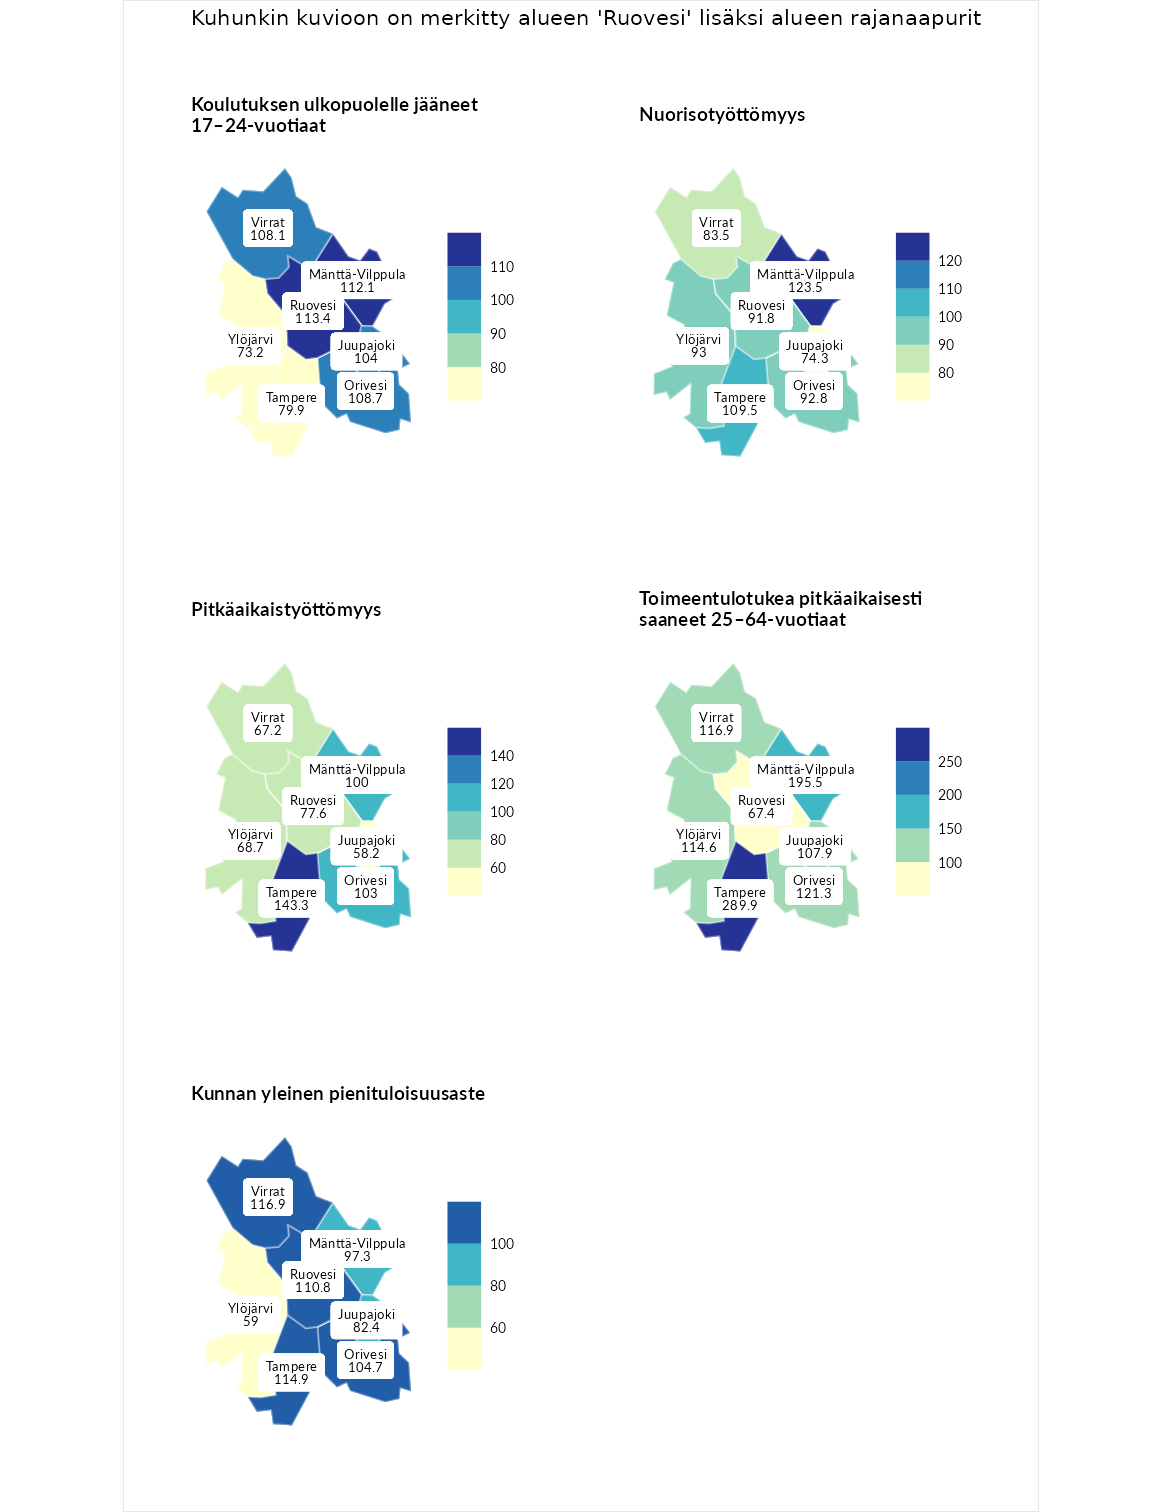 Kuhunkin kuvioon on merkitty alueen 'Ruovesi' lisäksi alueen rajanaapurit
Koulutuksen ulkopuolelle jääneet
17–24-vuotiaat
Virrat
108.1
Mänttä-Vilppula
112.1
Ruovesi
113.4
Ylöjärvi
73.2
Juupajoki
104
Tampere
79.9
Orivesi
108.7
110
100
90
80
Nuorisotyöttömyys
Virrat
83.5
Mänttä-Vilppula
123.5
Ruovesi
91.8
Ylöjärvi
93
Juupajoki
74.3
Tampere
109.5
Orivesi
92.8
120
110
100
90
80
Pitkäaikaistyöttömyys
Virrat
67.2
Mänttä-Vilppula
100
Ruovesi
77.6
Ylöjärvi
68.7
Juupajoki
58.2
Tampere
143.3
Orivesi
103
140
120
100
80
60
Toimeentulotukea pitkäaikaisesti
saaneet 25–64-vuotiaat
Virrat
116.9
Mänttä-Vilppula
195.5
Ruovesi
67.4
Ylöjärvi
114.6
Juupajoki
107.9
Tampere
289.9
Orivesi
121.3
250
200
150
100
Kunnan yleinen pienituloisuusaste
Virrat
116.9
Mänttä-Vilppula
97.3
Ruovesi
110.8
Ylöjärvi
59
Juupajoki
82.4
Tampere
114.9
Orivesi
104.7
100
80
60